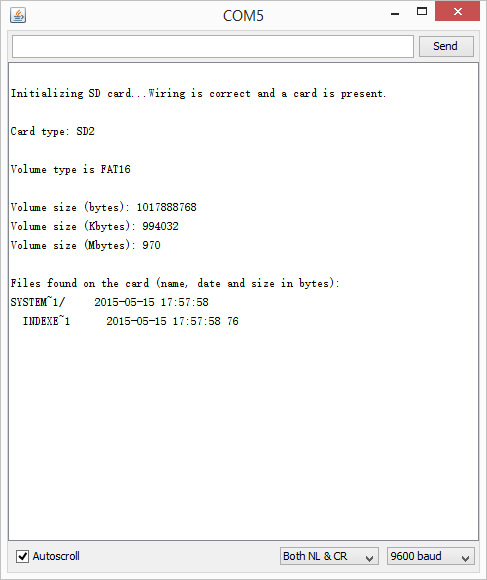 COM5
Send
Initializing SD card...Wiring is correct and a card is present.
Card type: SD2
Volume type is FAT16
Volume size (bytes): 1017888768
Volume size (Kbytes): 994032
Volume size (Mbytes): 970
Files found on the card (name, date and size in bytes):
SYSTEM~1/     2015-05-15 17:57:58
  INDEXE~1      2015-05-15 17:57:58 76
Autoscroll
Both NL & CR
9600 baud